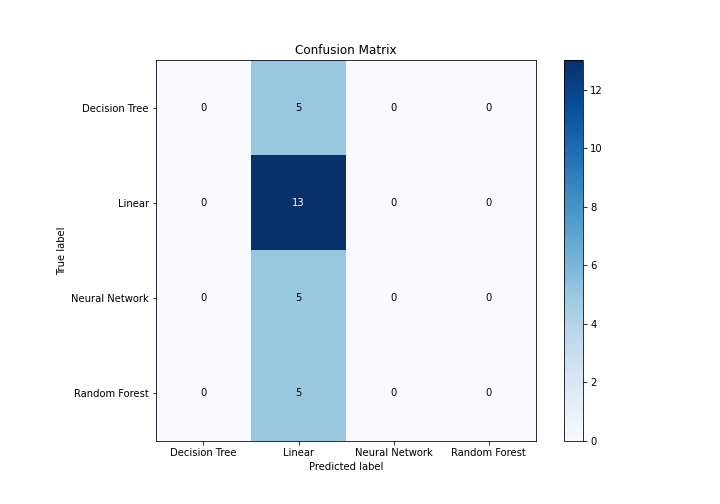 Confusion Matrix
Decision Tree 0 5 0 0
Linear 0 13 0 0
Neural Network 0 5 0 0
Random Forest 0 5 0 0
Decision Tree Linear Neural Network Random Forest
Predicted label
True label
12
10
8
6
4
2
0